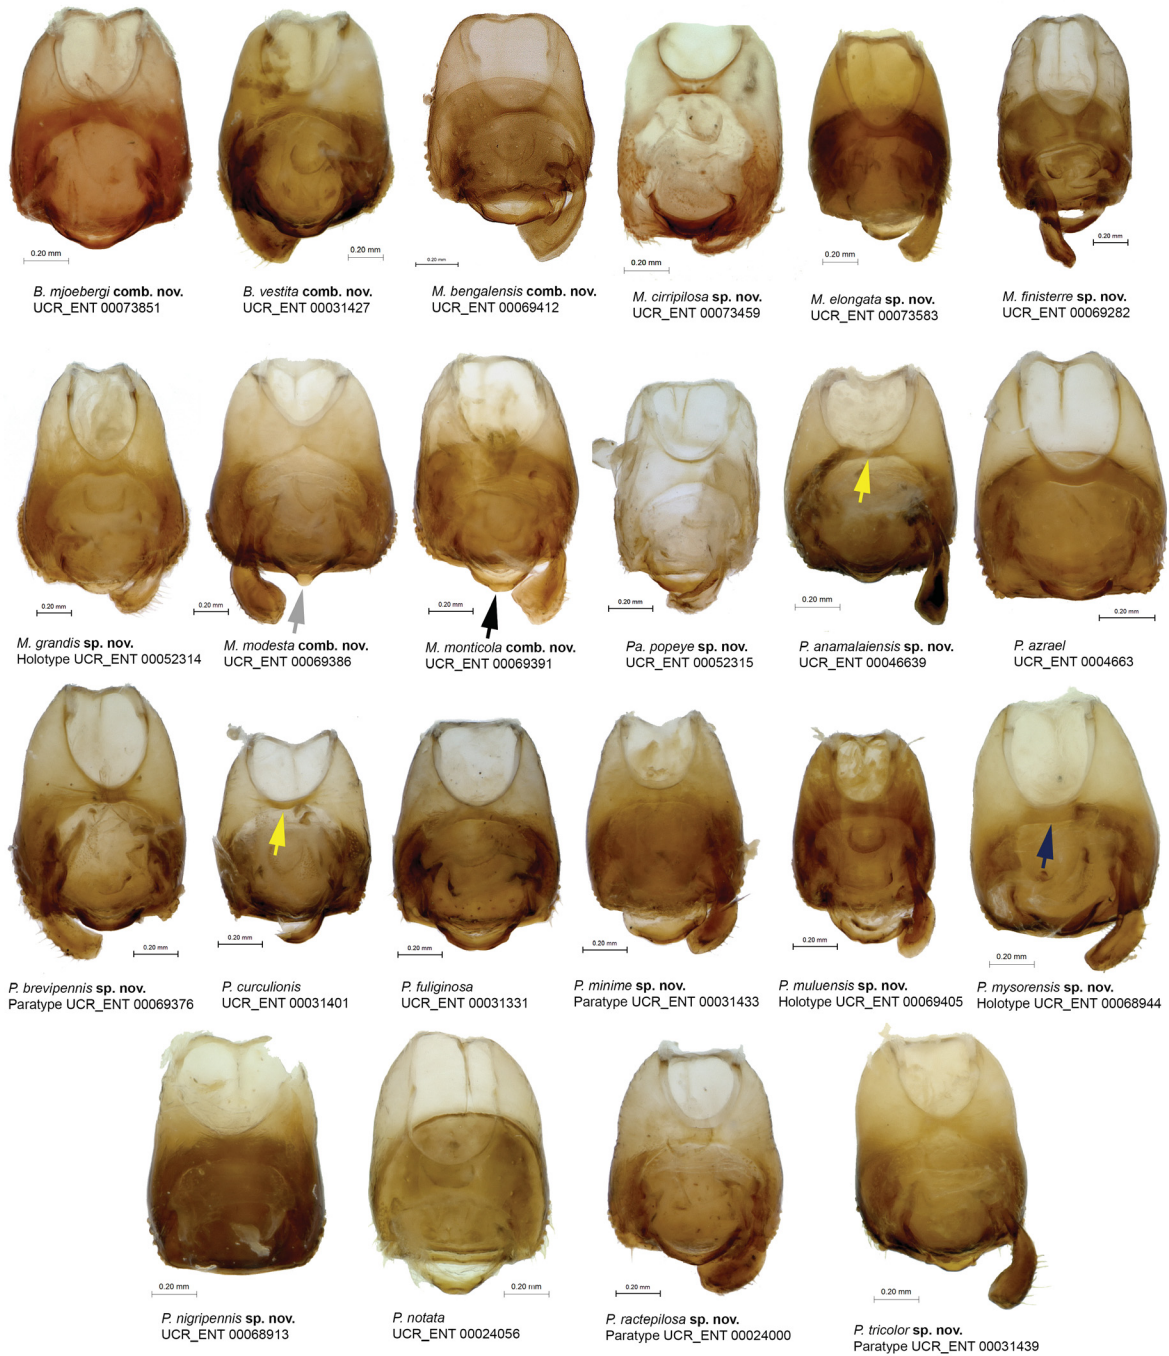 0.20 mm
0.20 mm
0.20 mm
0.20 mm
0.20 mm
0.20 mm
B. mjoebergi comb. nov.
UCR_ENT 00073851
B. vestita comb. nov.
UCR_ENT 00031427
M. bengalensis comb. nov.
UCR_ENT 00069412
M. cirripilosa sp. nov.
UCR_ENT 00073459
M. elongata sp. nov.
UCR_ENT 00073583
M. finisterre sp. nov.
UCR_ENT 00069282
0.20 mm
0.20 mm
0.20 mm
0.20 mm
0.20 mm
0.20 mm
M. grandis sp. nov.
Holotype UCR_ENT 00052314
M. modesta comb. nov.
UCR_ENT 00069386
M. monticola comb. nov.
UCR_ENT 00069391
Pa. popeye sp. nov.
UCR_ENT 00052315
P. anamalaiensis sp. nov.
UCR_ENT 00046639
P. azrael
UCR_ENT 0004663
0.20 mm
0.20 mm
0.20 mm
0.20 mm
0.20 mm
0.20 mm
P. brevipennis sp. nov.
Paratype UCR_ENT 00069376
P. curculionis
UCR_ENT 00031401
P. fuliginosa
UCR_ENT 00031331
P. minime sp. nov.
Paratype UCR_ENT 00031433
P. muluensis sp. nov.
Holotype UCR_ENT 00069405
P. mysorensis sp. nov.
Holotype UCR_ENT 00068944
0.20 mm
0.20 mm
0.20 mm
0.20 mm
P. nigripennis sp. nov.
UCR_ENT 00068913
P. notata
UCR_ENT 00024056
P. ractepilosa sp. nov.
Paratype UCR_ENT 00024000
P. tricolor sp. nov.
Paratype UCR_ENT 00031439